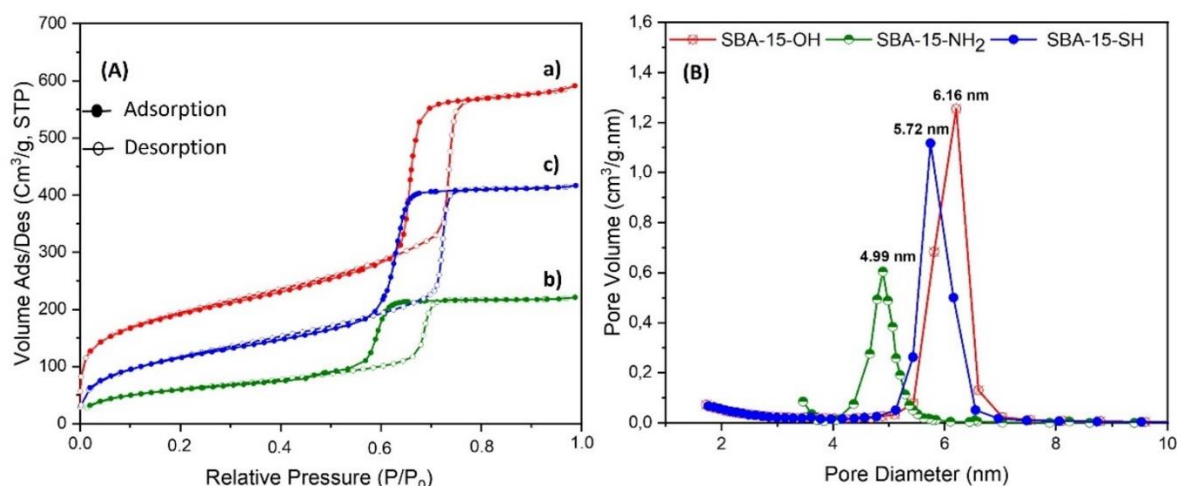 (A)
Adsorption
Desorption
a)
c)
b)
Volume Ads/Des (Cm³/g, STP)
700
600
500
400
300
200
100
0
0.0 0.2 0.4 0.6 0.8 1.0
Relative Pressure (P/P₀)
SBA-15-OH SBA-15-NH₂ SBA-15-SH
(B)
6.16 nm
5.72 nm
4.99 nm
Pore Volume (cm³/g.nm)
1,6
1,4
1,2
1,0
0,8
0,6
0,4
0,2
0,0
2 4 6 8 10
Pore Diameter (nm)